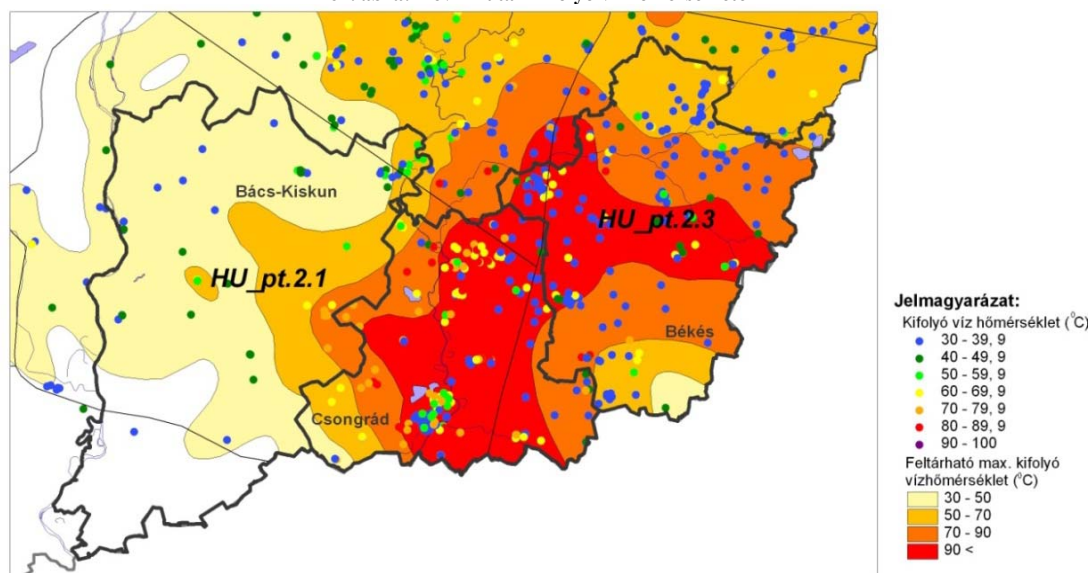 Bács-Kiskun
HU_pt.2.1
HU_pt.2.3
Békés
Csongrád
Jelmagyarázat:
Kifolyó víz hőmérséklet (°C)
30 - 39, 9
40 - 49, 9
50 - 59, 9
60 - 69, 9
70 - 79, 9
80 - 89, 9
90 - 100
Feltárható max. kifolyó
vízhőmérséklet (°C)
30 - 50
50 - 70
70 - 90
90 <